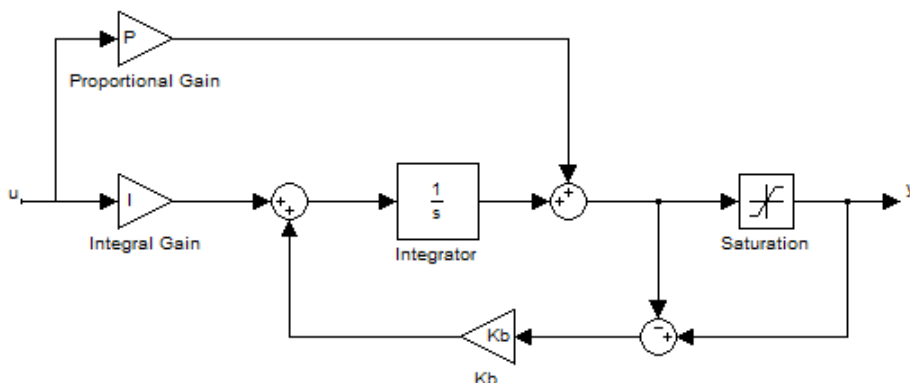 P
Proportional Gain
u
I
Integral Gain
+
+
1
s
Integrator
+
+
Saturation
y
Kb
Kb
−
+